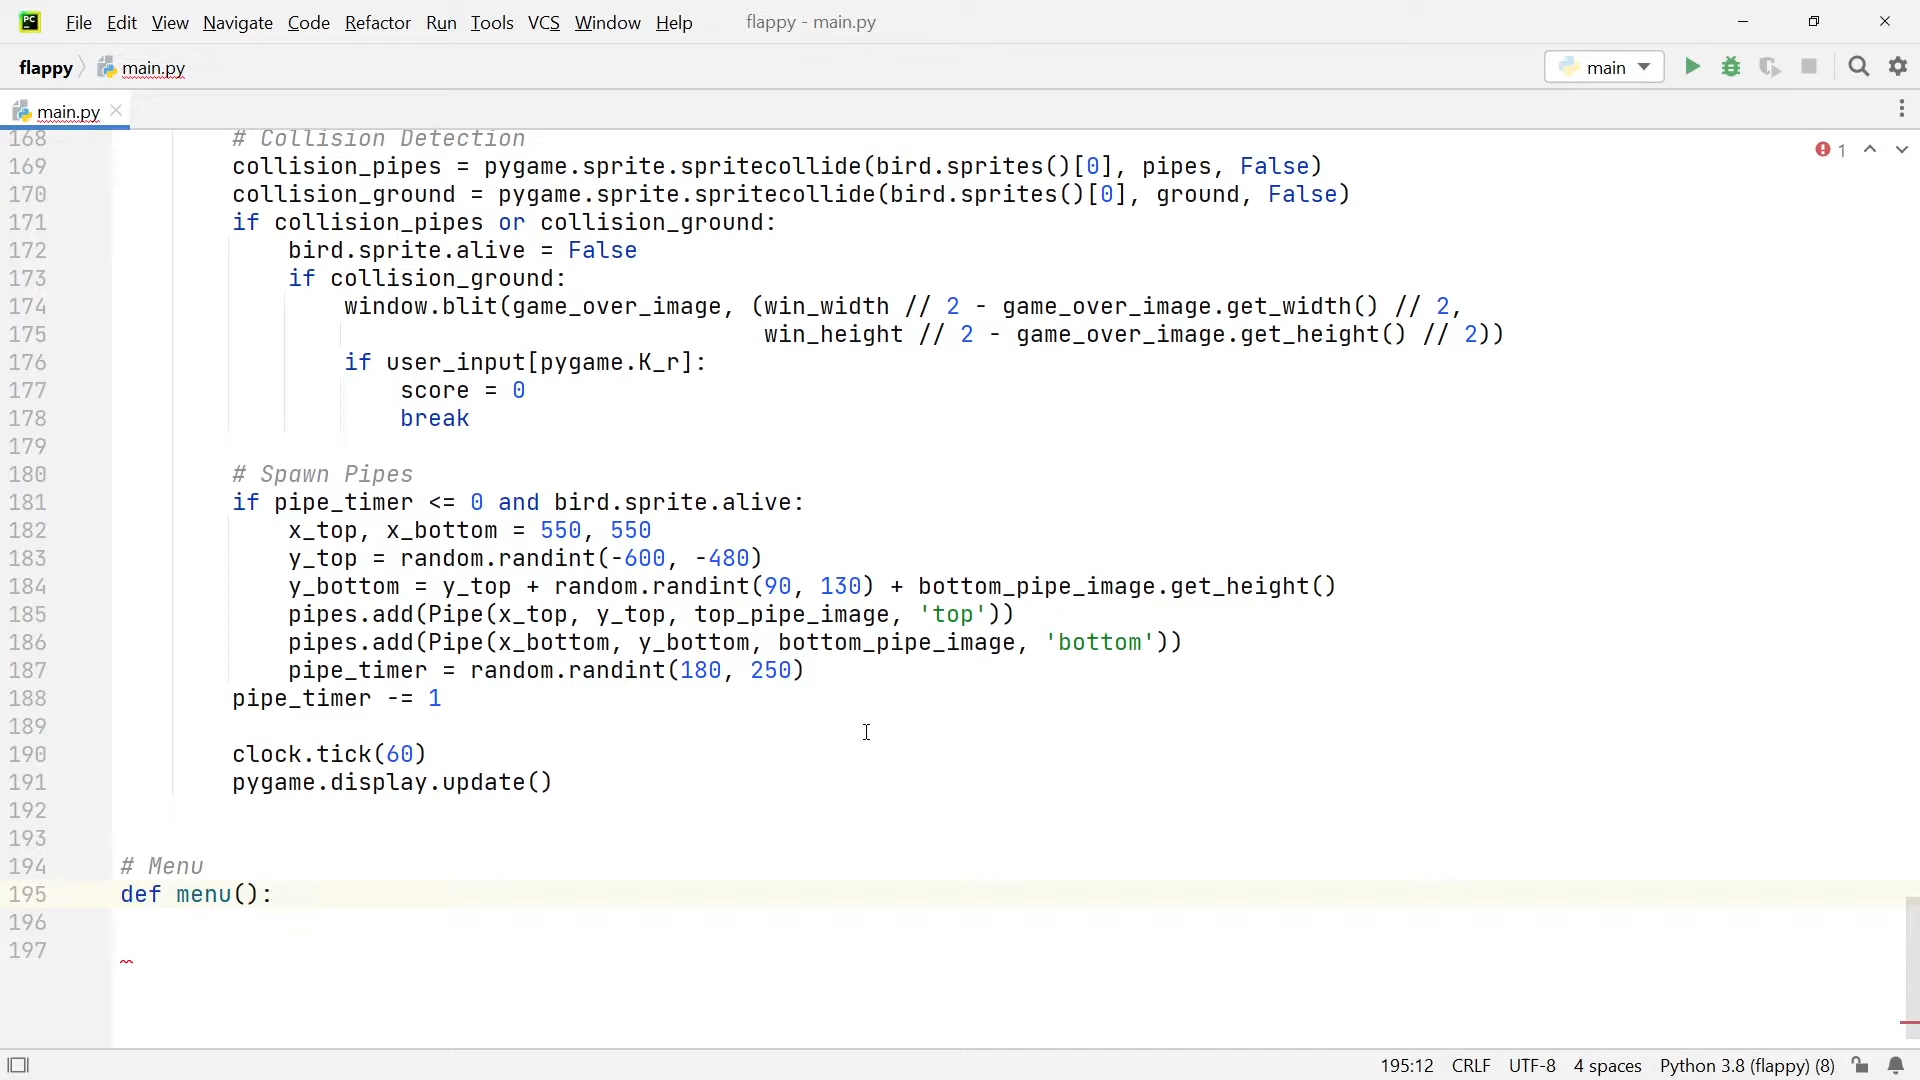 PC File Edit View Navigate Code Refactor Run Tools VCS Window Help flappy - main.py
flappy main.py main
main.py
168 # Collision Detection
169 collision_pipes = pygame.sprite.spritecollide(bird.sprites()[0], pipes, False)
170 collision_ground = pygame.sprite.spritecollide(bird.sprites()[0], ground, False)
171 if collision_pipes or collision_ground:
172 bird.sprite.alive = False
173 if collision_ground:
174 window.blit(game_over_image, (win_width // 2 - game_over_image.get_width() // 2,
175 win_height // 2 - game_over_image.get_height() // 2))
176 if user_input[pygame.K_r]:
177 score = 0
178 break
179
180 # Spawn Pipes
181 if pipe_timer <= 0 and bird.sprite.alive:
182 x_top, x_bottom = 550, 550
183 y_top = random.randint(-600, -480)
184 y_bottom = y_top + random.randint(90, 130) + bottom_pipe_image.get_height()
185 pipes.add(Pipe(x_top, y_top, top_pipe_image, 'top'))
186 pipes.add(Pipe(x_bottom, y_bottom, bottom_pipe_image, 'bottom'))
187 pipe_timer = random.randint(180, 250)
188 pipe_timer -= 1
189
190 clock.tick(60)
191 pygame.display.update()
192
193
194 # Menu
195 def menu():
196
197
1
195:12 CRLF UTF-8 4 spaces Python 3.8 (flappy) (8)